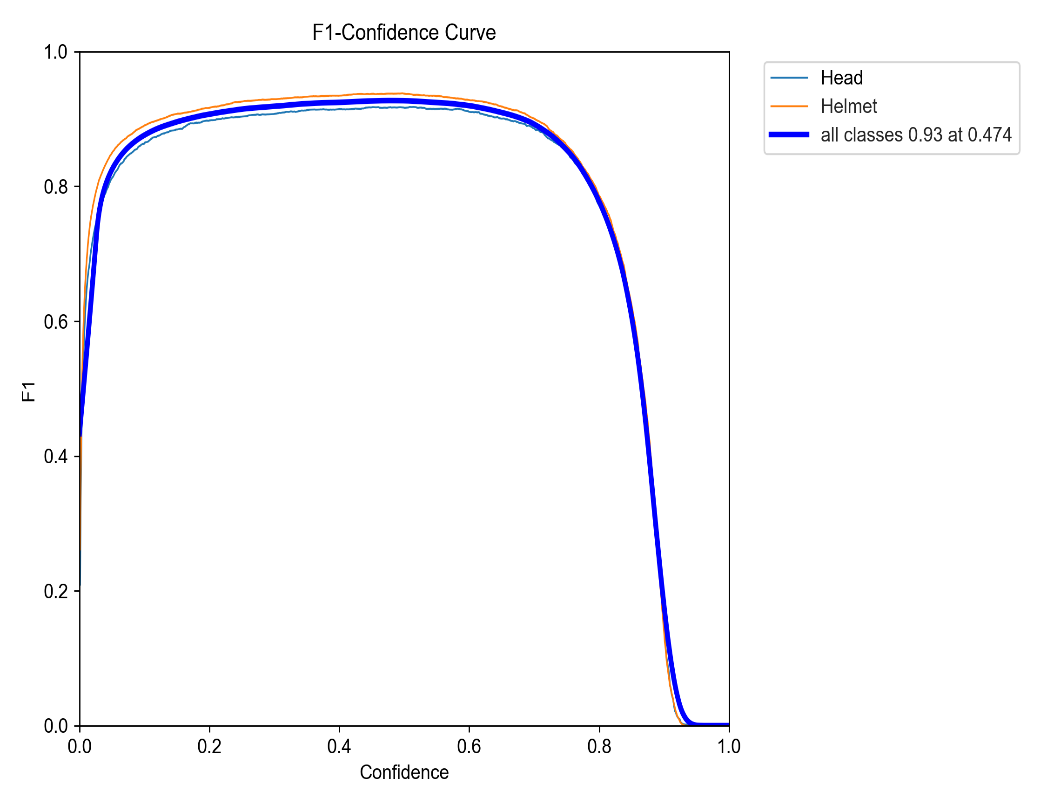 F1-Confidence Curve
1.0
0.8
0.6
0.4
0.2
0.0
F1
0.0 0.2 0.4 0.6 0.8 1.0
Confidence
Head
Helmet
all classes 0.93 at 0.474